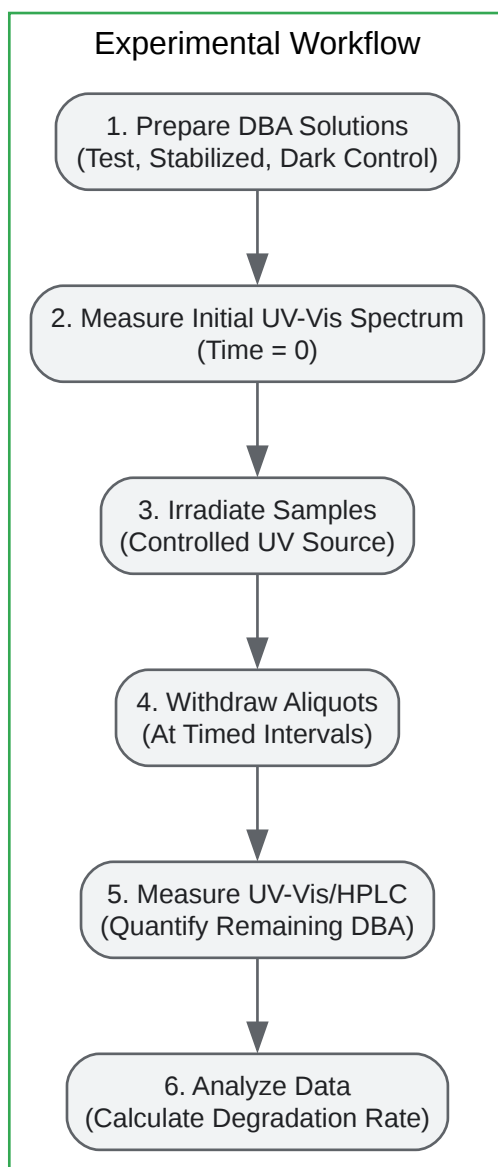 Experimental Workflow
1. Prepare DBA Solutions
(Test, Stabilized, Dark Control)
2. Measure Initial UV-Vis Spectrum
(Time = 0)
3. Irradiate Samples
(Controlled UV Source)
4. Withdraw Aliquots
(At Timed Intervals)
5. Measure UV-Vis/HPLC
(Quantify Remaining DBA)
6. Analyze Data
(Calculate Degradation Rate)